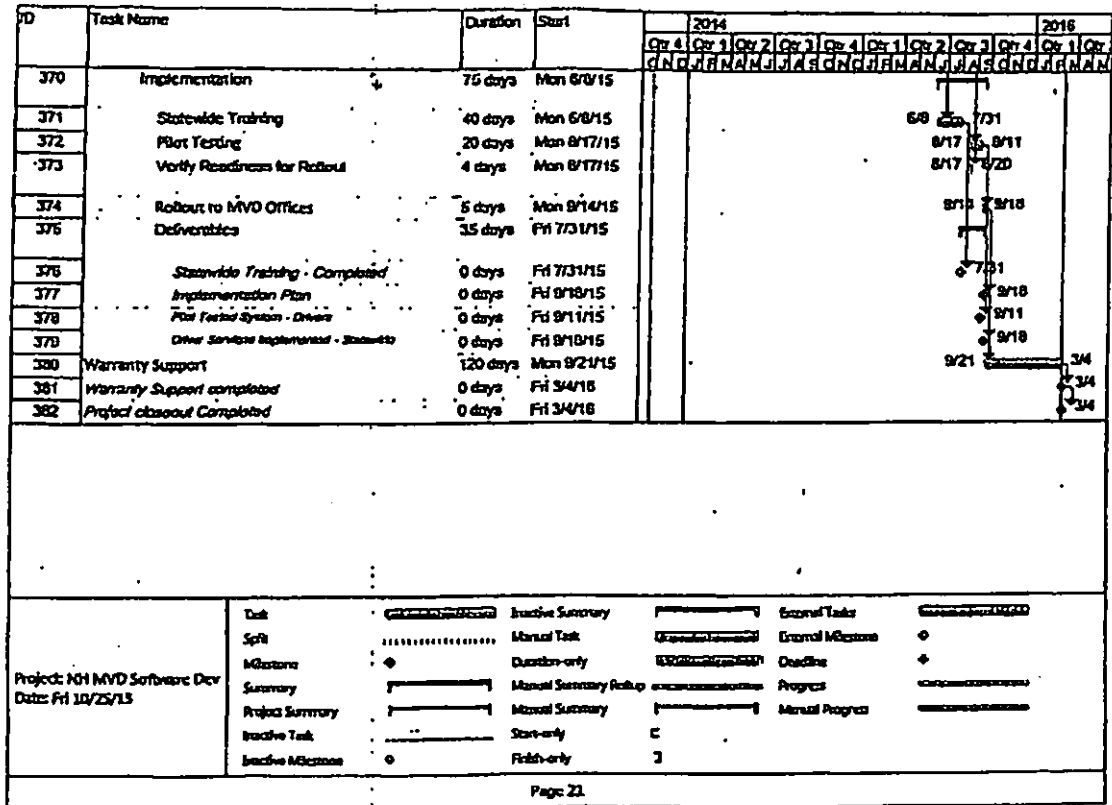 ID Task Name Duration Start
2014 2016
Qtr 4 Qtr 1 Qtr 2 Qtr 3 Qtr 4 Qtr 1 Qtr 2 Qtr 3 Qtr 4 Qtr 1 Qtr
O N D J F M A M J J A S O N D J F M A M J J A S O N D J F M A M
370 Implementation 75 days Mon 6/8/15
371 Statewide Training 40 days Mon 6/8/15 6/8 7/31
372 Pilot Testing 20 days Mon 8/17/15 8/17 9/11
373 Verify Readiness for Rollout 4 days Mon 8/17/15 8/17 8/20
374 Rollout to MVD Offices 5 days Mon 9/14/15 9/14 9/18
375 Deliverables 35 days Fri 7/31/15
376 Statewide Training - Completed 0 days Fri 7/31/15 7/31
377 Implementation Plan 0 days Fri 9/18/15 9/18
378 Pilot Tested System - Drivers 0 days Fri 9/11/15 9/11
379 Driver Services Implemented - Statewide 0 days Fri 9/18/15 9/18
380 Warranty Support 120 days Mon 9/21/15 9/21 3/4
381 Warranty Support completed 0 days Fri 3/4/16 3/4
382 Project closeout Completed 0 days Fri 3/4/16 3/4
Project: NH MVD Software Dev
Date: Fri 10/25/13
Task Inactive Summary External Tasks
Split Manual Task External Milestone
Milestone Duration-only Deadline
Summary Manual Summary Rollup Progress
Project Summary Manual Summary Manual Progress
Inactive Task Start-only
Inactive Milestone Finish-only
Page 21